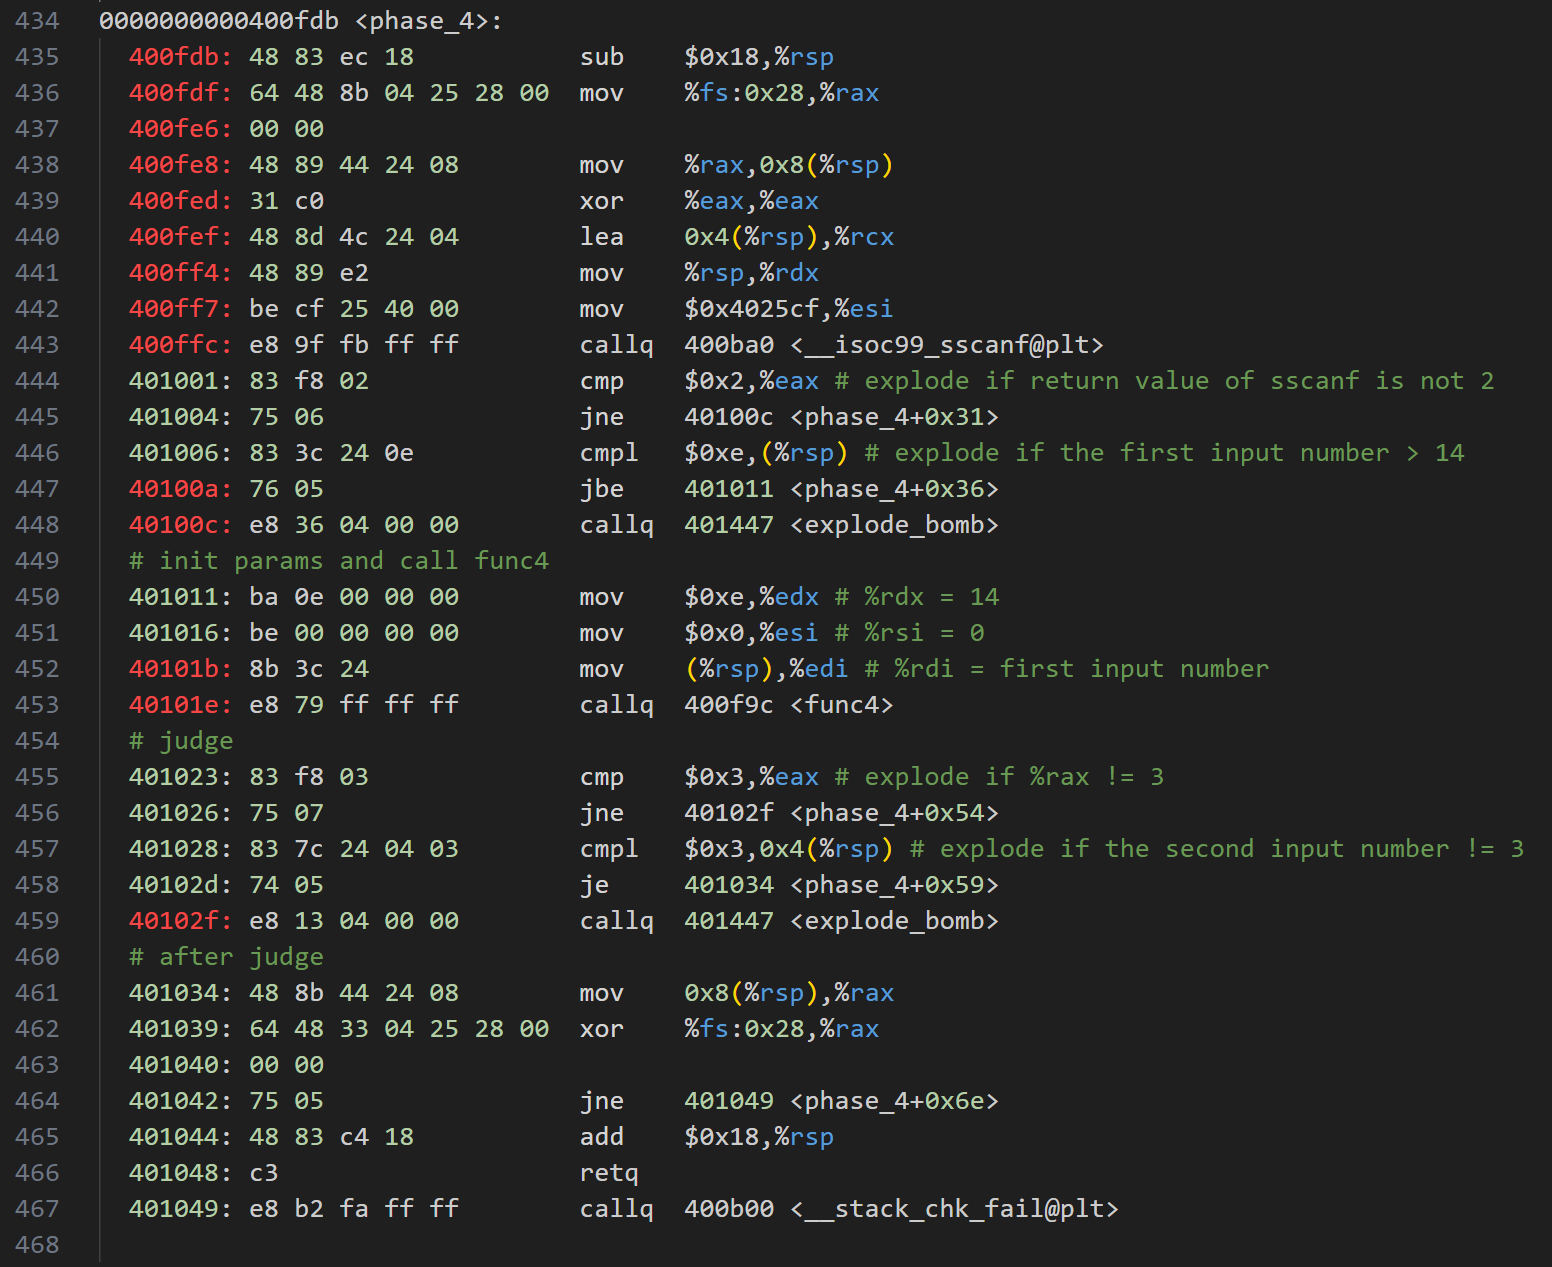 434 0000000000400fdb <phase_4>:
435 400fdb: 48 83 ec 18 sub $0x18,%rsp
436 400fdf: 64 48 8b 04 25 28 00 mov %fs:0x28,%rax
437 400fe6: 00 00
438 400fe8: 48 89 44 24 08 mov %rax,0x8(%rsp)
439 400fed: 31 c0 xor %eax,%eax
440 400fef: 48 8d 4c 24 04 lea 0x4(%rsp),%rcx
441 400ff4: 48 89 e2 mov %rsp,%rdx
442 400ff7: be cf 25 40 00 mov $0x4025cf,%esi
443 400ffc: e8 9f fb ff ff callq 400ba0 <__isoc99_sscanf@plt>
444 401001: 83 f8 02 cmp $0x2,%eax # explode if return value of sscanf is not 2
445 401004: 75 06 jne 40100c <phase_4+0x31>
446 401006: 83 3c 24 0e cmpl $0xe,(%rsp) # explode if the first input number > 14
447 40100a: 76 05 jbe 401011 <phase_4+0x36>
448 40100c: e8 36 04 00 00 callq 401447 <explode_bomb>
449 # init params and call func4
450 401011: ba 0e 00 00 00 mov $0xe,%edx # %rdx = 14
451 401016: be 00 00 00 00 mov $0x0,%esi # %rsi = 0
452 40101b: 8b 3c 24 mov (%rsp),%edi # %rdi = first input number
453 40101e: e8 79 ff ff ff callq 400f9c <func4>
454 # judge
455 401023: 83 f8 03 cmp $0x3,%eax # explode if %rax != 3
456 401026: 75 07 jne 40102f <phase_4+0x54>
457 401028: 83 7c 24 04 03 cmpl $0x3,0x4(%rsp) # explode if the second input number != 3
458 40102d: 74 05 je 401034 <phase_4+0x59>
459 40102f: e8 13 04 00 00 callq 401447 <explode_bomb>
460 # after judge
461 401034: 48 8b 44 24 08 mov 0x8(%rsp),%rax
462 401039: 64 48 33 04 25 28 00 xor %fs:0x28,%rax
463 401040: 00 00
464 401042: 75 05 jne 401049 <phase_4+0x6e>
465 401044: 48 83 c4 18 add $0x18,%rsp
466 401048: c3 retq
467 401049: e8 b2 fa ff ff callq 400b00 <__stack_chk_fail@plt>
468